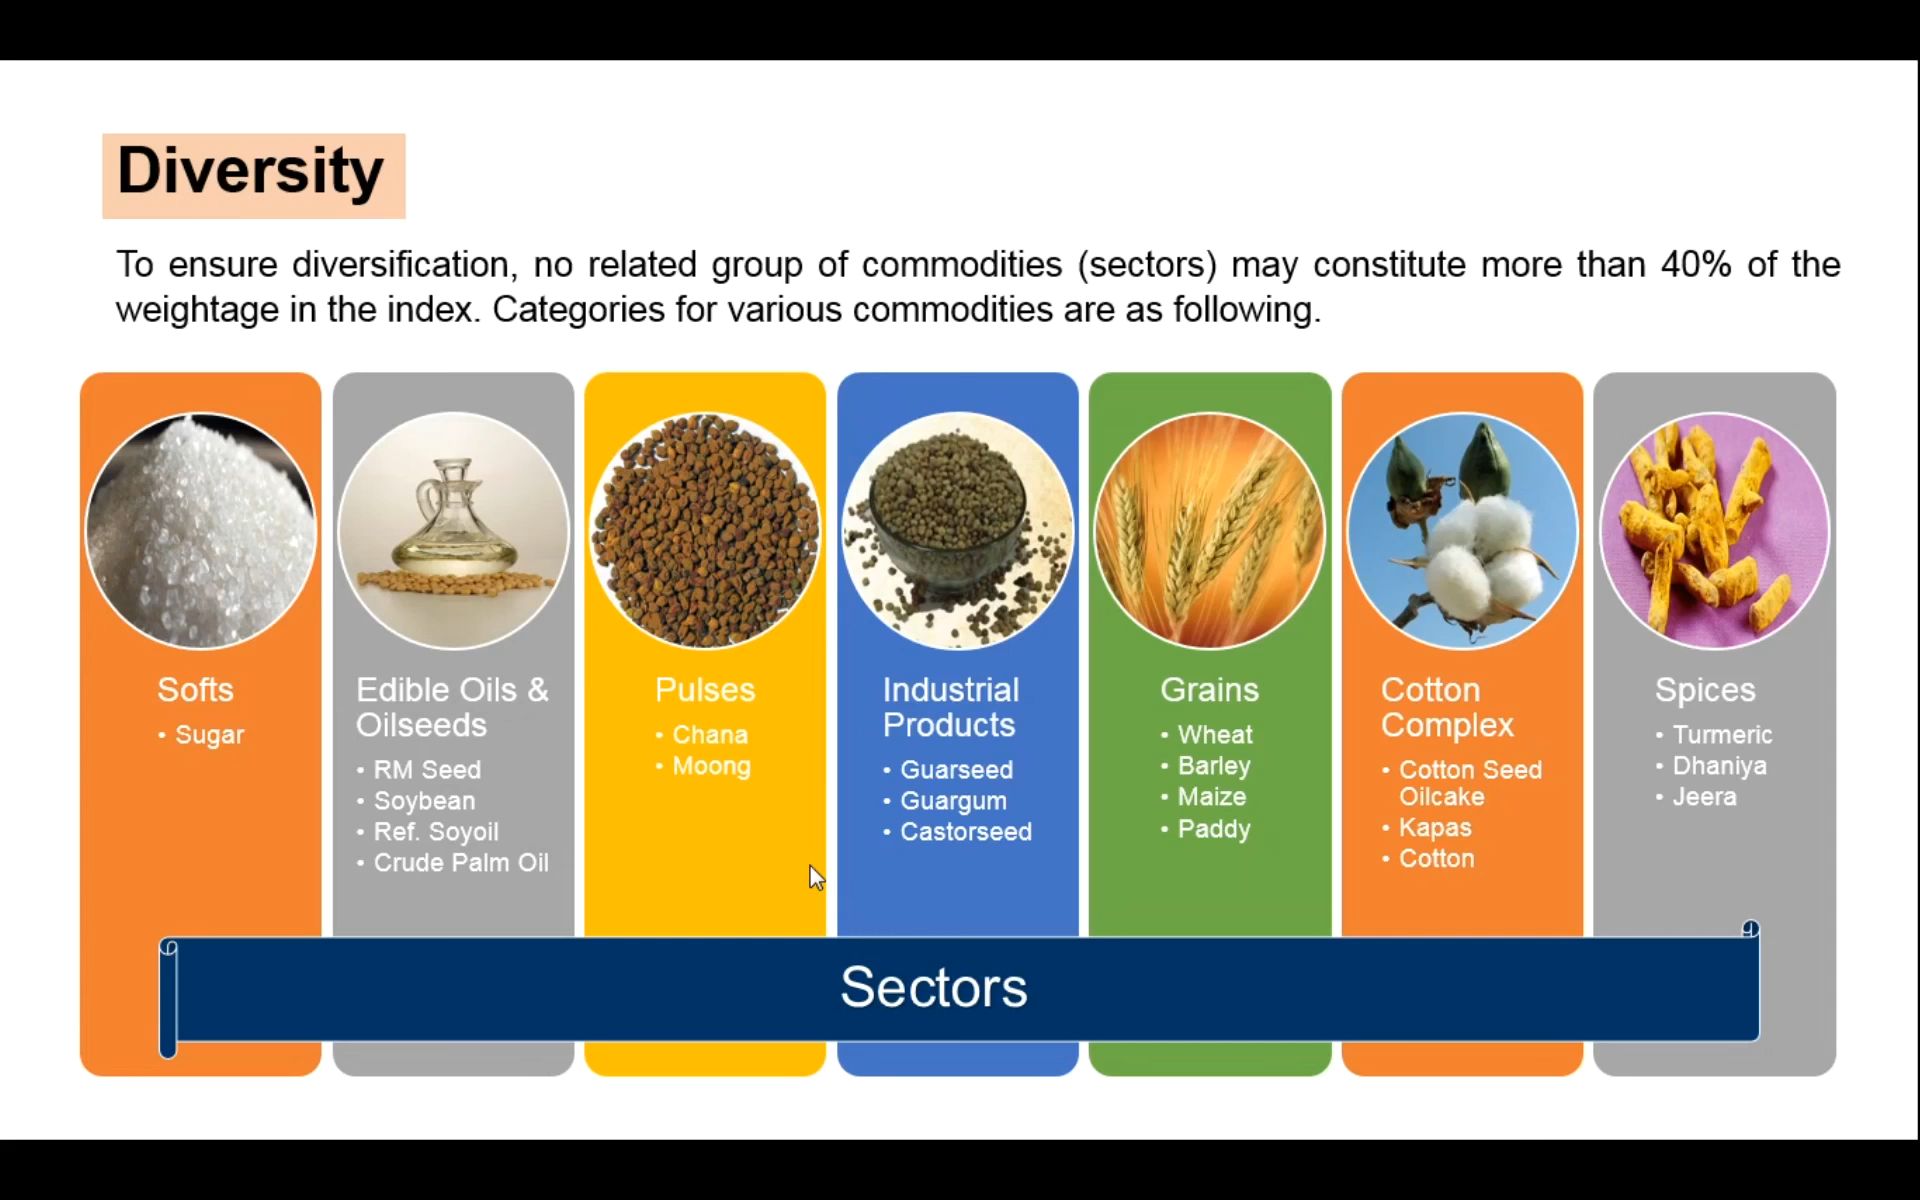 Diversity
To ensure diversification, no related group of commodities (sectors) may constitute more than 40% of the
weightage in the index. Categories for various commodities are as following.
Softs
• Sugar
Edible Oils &
Oilseeds
• RM Seed
• Soybean
• Ref. Soyoil
• Crude Palm Oil
Pulses
• Chana
• Moong
Industrial
Products
• Guarseed
• Guargum
• Castorseed
Grains
• Wheat
• Barley
• Maize
• Paddy
Cotton
Complex
• Cotton Seed
Oilcake
• Kapas
• Cotton
Spices
• Turmeric
• Dhaniya
• Jeera
Sectors